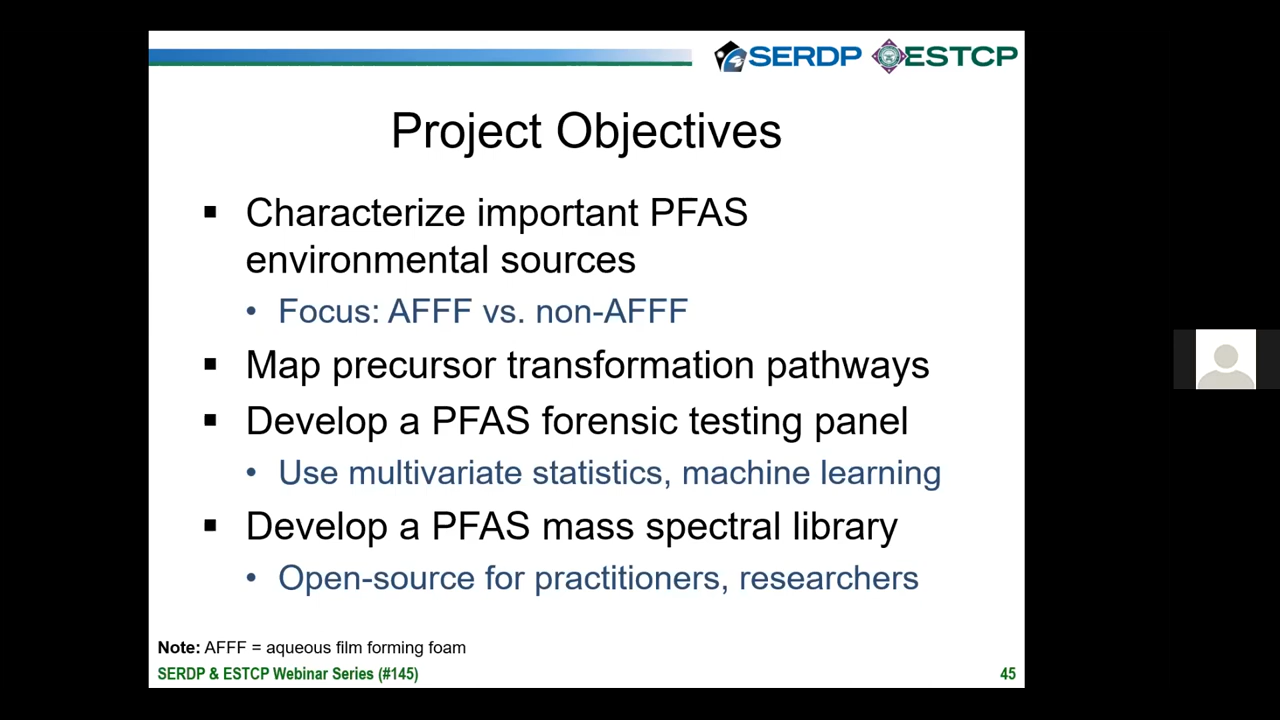 SERDP ESTCP
Project Objectives
▪ Characterize important PFAS
environmental sources
• Focus: AFFF vs. non-AFFF
▪ Map precursor transformation pathways
▪ Develop a PFAS forensic testing panel
• Use multivariate statistics, machine learning
▪ Develop a PFAS mass spectral library
• Open-source for practitioners, researchers
Note: AFFF = aqueous film forming foam
SERDP & ESTCP Webinar Series (#145) 45